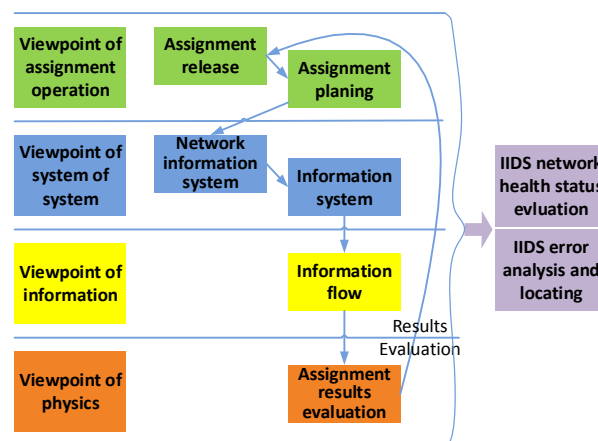 Viewpoint of
assignment
operation
Assignment
release
Assignment
planing
Viewpoint of
system of
system
Network
information
system
Information
system
Viewpoint of
information
Information
flow
Results
Evaluation
Viewpoint of
physics
Assignment
results
evaluation
IIDS network
health status
evluation
IIDS error
analysis and
locating